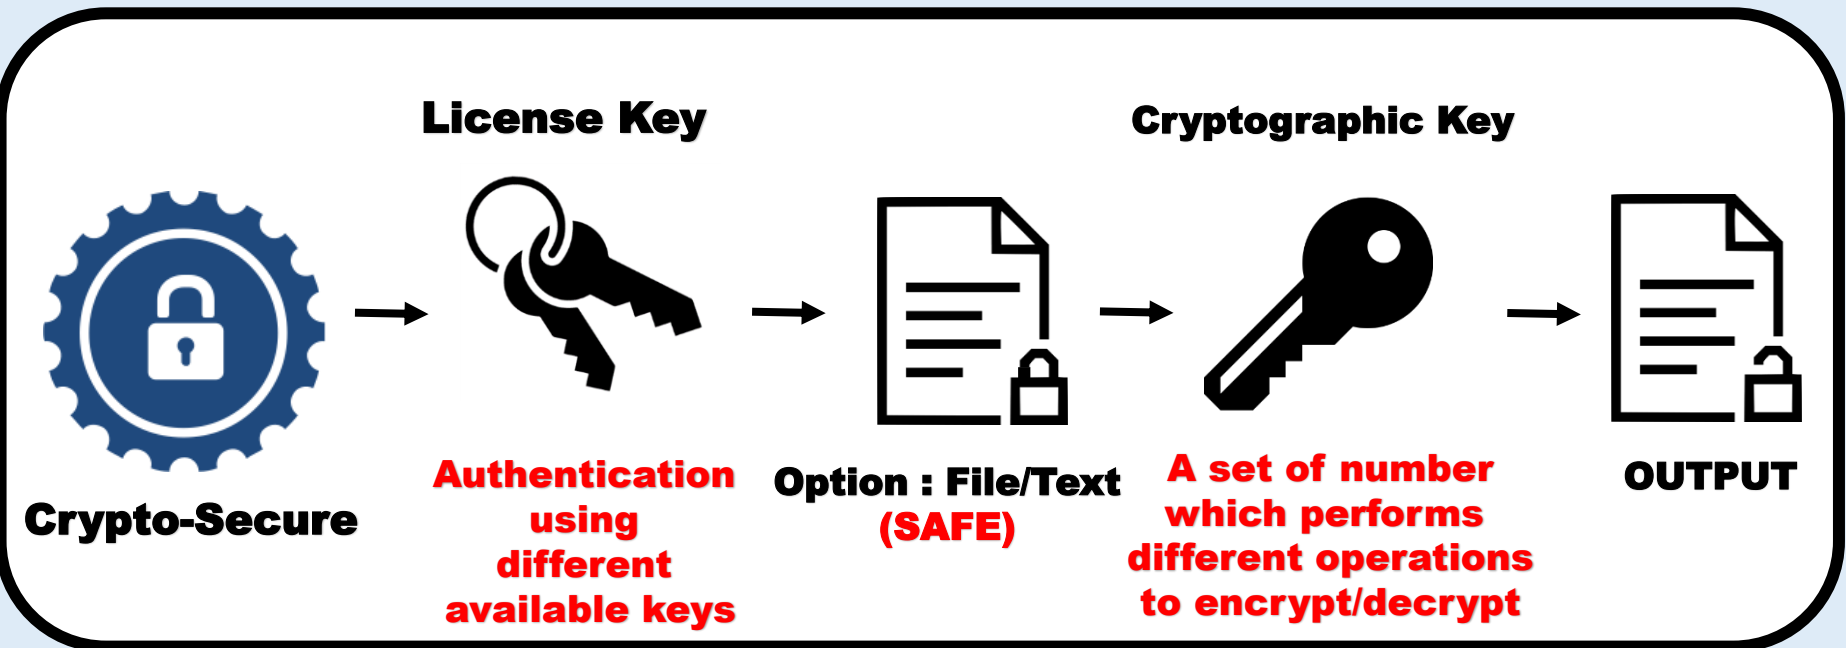 License Key
Cryptographic Key
Crypto-Secure
Authentication
using
different
available keys
Option : File/Text
(SAFE)
A set of number
which performs
different operations
to encrypt/decrypt
OUTPUT